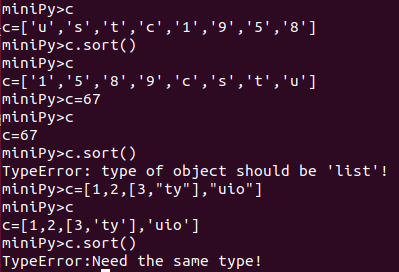 miniPy>c
c=['u','s','t','c','1','9','5','8']
miniPy>c.sort()
miniPy>c
c=['1','5','8','9','c','s','t','u']
miniPy>c=67
miniPy>c
c=67
miniPy>c.sort()
TypeError: type of object should be 'list'!
miniPy>c=[1,2,[3,"ty"],"uio"]
miniPy>c
c=[1,2,[3,'ty'],'uio']
miniPy>c.sort()
TypeError:Need the same type!